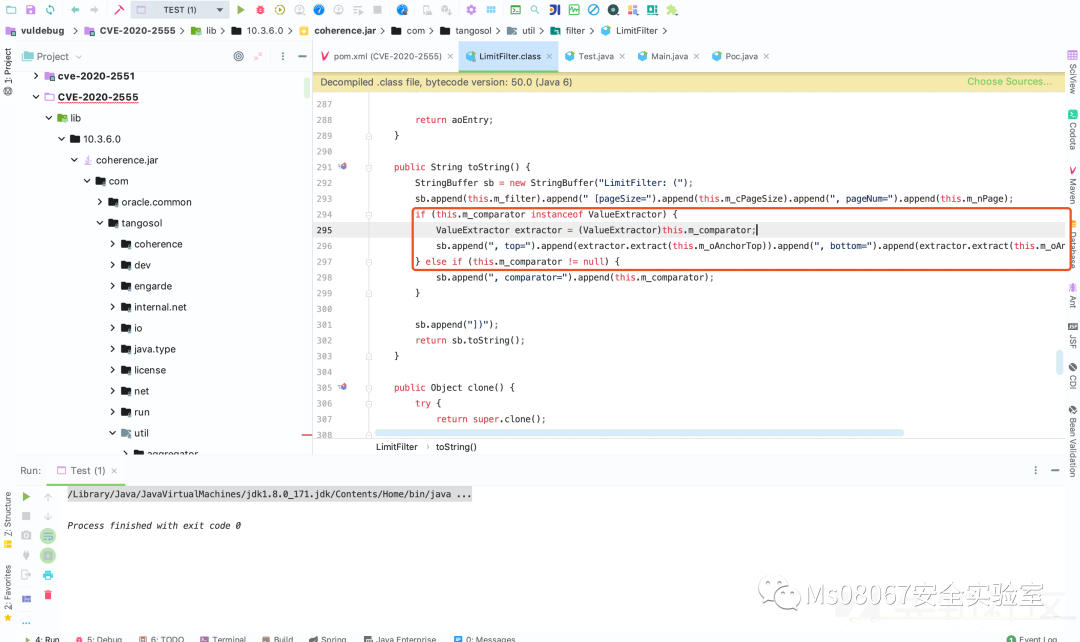 TEST (1)
vuldebug > CVE-2020-2555 > lib > 10.3.6.0 > coherence.jar > com > tangosol > util > filter > LimitFilter >
1: Project
Project
cve-2020-2551
CVE-2020-2555
lib
10.3.6.0
coherence.jar
com
oracle.common
tangosol
coherence
dev
engarde
internal.net
io
java.type
license
net
run
util
aggregator
pom.xml (CVE-2020-2555)
LimitFilter.class
Test.java
Main.java
Poc.java
Decompiled .class file, bytecode version: 50.0 (Java 6)
Choose Sources...
287
288 return aoEntry;
289 }
290
291 public String toString() {
292 StringBuffer sb = new StringBuffer("LimitFilter: (");
293 sb.append(this.m_filter).append(" [pageSize=").append(this.m_cPageSize).append(", pageNum=").append(this.m_nPage);
294 if (this.m_comparator instanceof ValueExtractor) {
295 ValueExtractor extractor = (ValueExtractor)this.m_comparator;
296 sb.append(", top=").append(extractor.extract(this.m_oAnchorTop)).append(", bottom=").append(extractor.extract(this.m_oAn
297 } else if (this.m_comparator != null) {
298 sb.append(", comparator=").append(this.m_comparator);
299 }
300
301 sb.append("])");
302 return sb.toString();
303 }
304
305 public Object clone() {
306 try {
307 return super.clone();
308
LimitFilter > toString()
SciView
Codota
Maven
Database
Ant
JSF
CDI
Bean Validation
Run:
Test (1)
/Library/Java/JavaVirtualMachines/jdk1.8.0_171.jdk/Contents/Home/bin/java ...
Process finished with exit code 0
Z: Structure
2: Favorites
Ms08067安全实验室
4: Run
5: Debug
6: TODO
Terminal
Build
Spring
Java Enterprise
0: Messages
1 Event Log